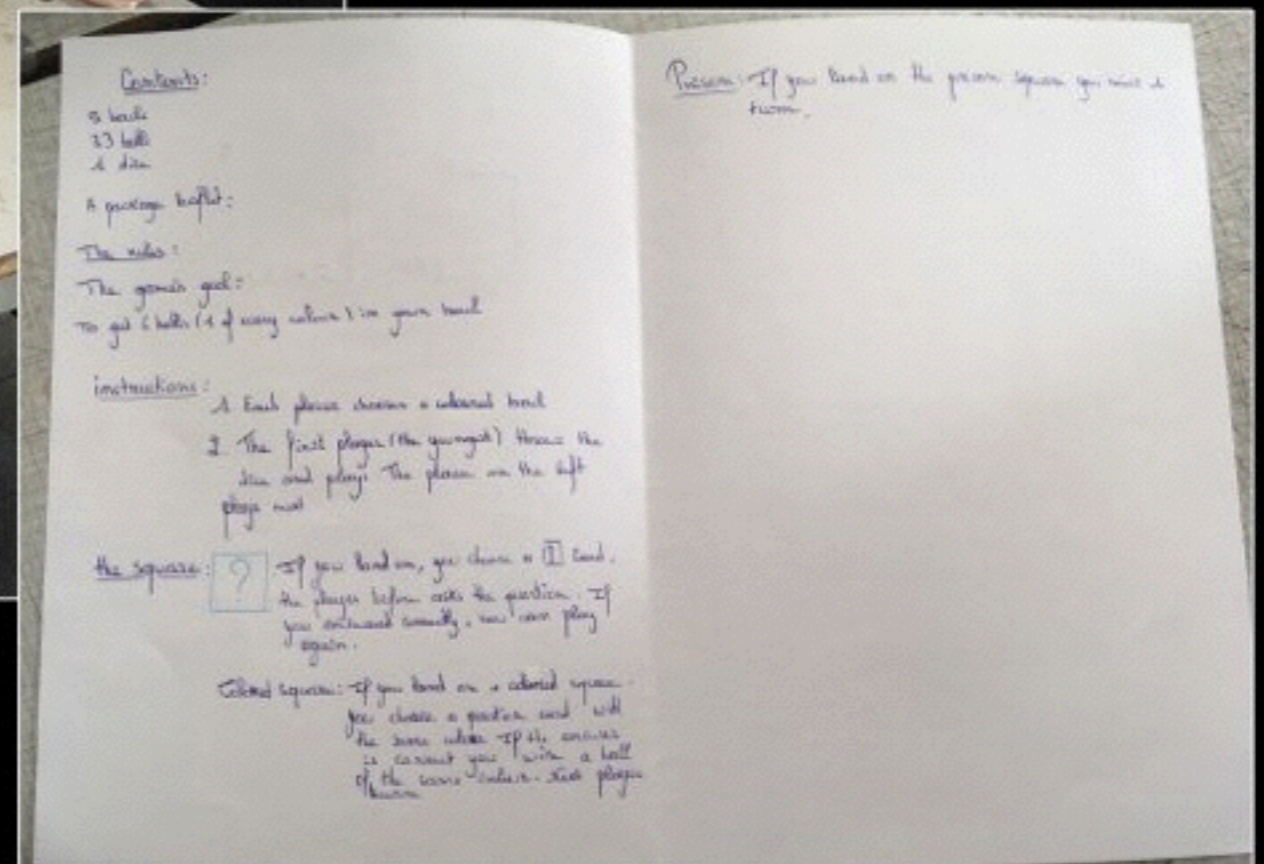 Contents:
5 bowls
33 balls
1 dice
A package leaflet:
The rules:
The game's goal:
To get 6 balls (1 of every colour) in your bowl
instructions:
1. Each player chooses a coloured bowl
2. The first player (the youngest) throws the
dice and plays The player on the left
plays next
the square: ? If you land on, you choose a card.
the player before asks the question. If
you answered correctly, you can play
again.
Colored square: If you land on a colored square
you choose a question card with
the same colour If the answer
is correct you win a ball
of the same colour. Next player
turn
Prison: If you land on the prison square you miss 1
turn.